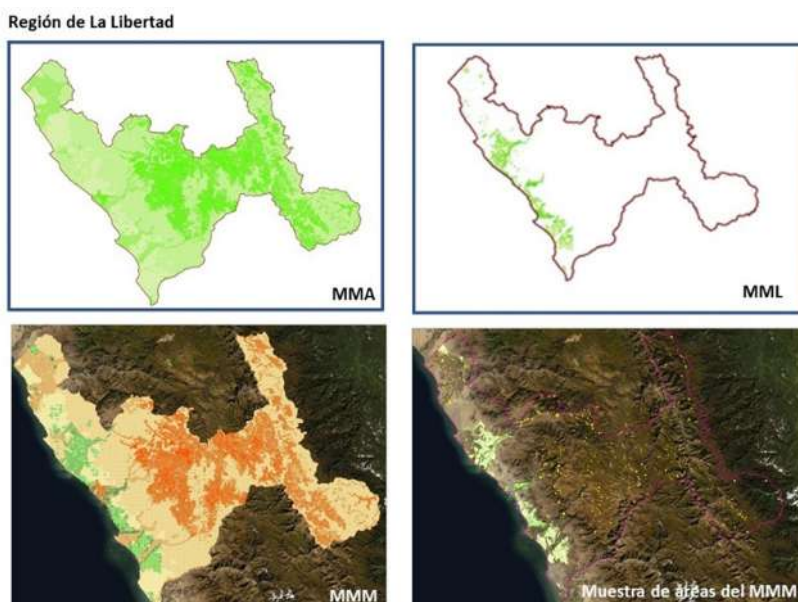 Región de La Libertad
MMA
MML
MMM
Muestra de áreas del MMM